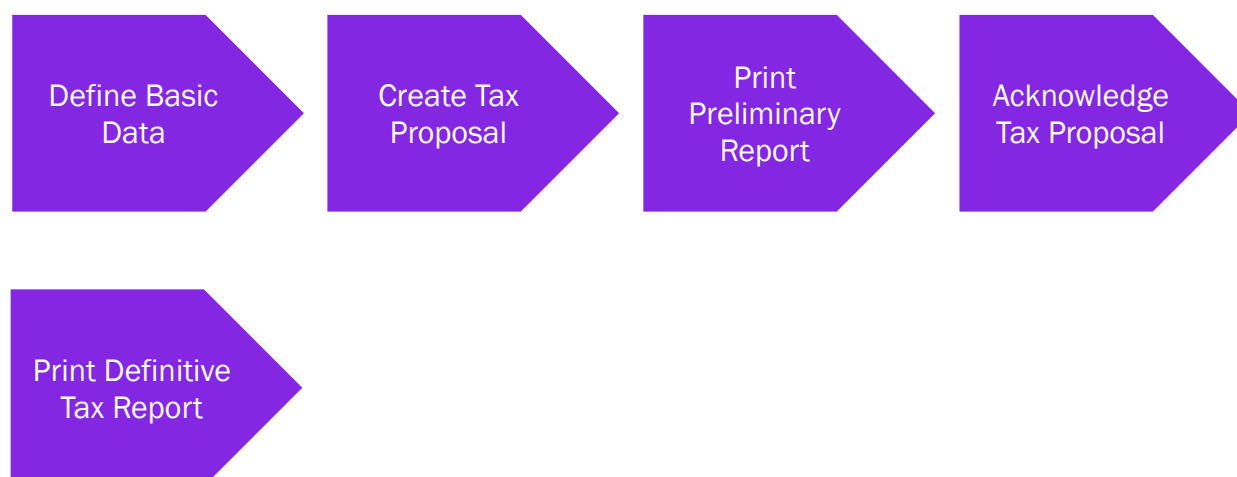 Define Basic
Data
Create Tax
Proposal
Print
Preliminary
Report
Acknowledge
Tax Proposal
Print Definitive
Tax Report